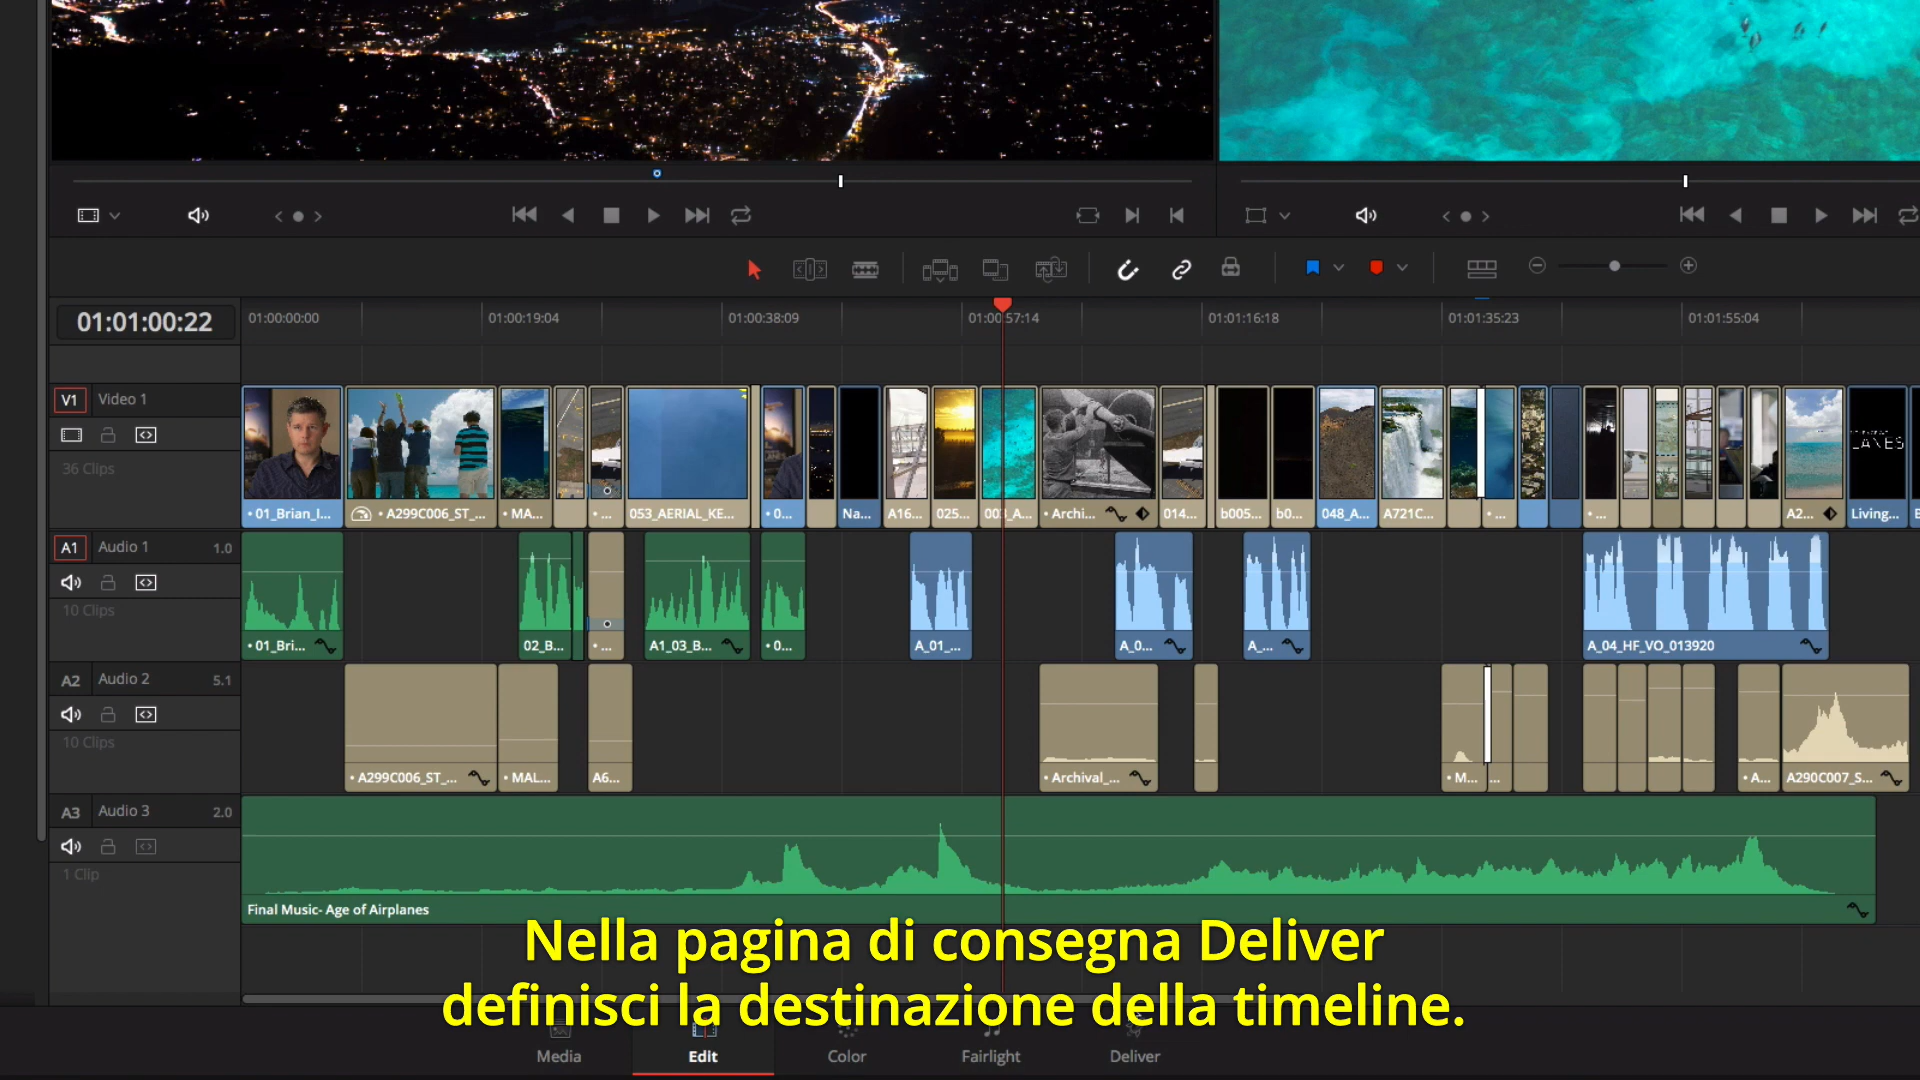 01:01:00:22
01:00:00:00
01:00:19:04
01:00:38:09
01:00:57:14
01:01:16:18
01:01:35:23
01:01:55:04
V1 Video 1
36 Clips
LANES
• 01_Brian_I...
• A299C006_ST_...
• MA...
• ...
053_AERIAL_KE...
• 0...
Na...
A16...
025...
• Archi...
014...
b005...
b0...
048_A...
A721C...
• ...
• ...
A2...
Living...
A1 Audio 1 1.0
10 Clips
• 01_Bri...
02_B...
• ...
A1_03_B...
• 0...
A_01_...
A_0...
A_...
A_04_HF_VO_013920
A2 Audio 2 5.1
10 Clips
• A299C006_ST_...
• MAL...
A6...
• Archival_...
• M...
...
• A...
A290C007_S...
A3 Audio 3 2.0
1 Clip
Final Music- Age of Airplanes
Nella pagina di consegna Deliver
definisci la destinazione della timeline.
Media
Edit
Color
Fairlight
Deliver